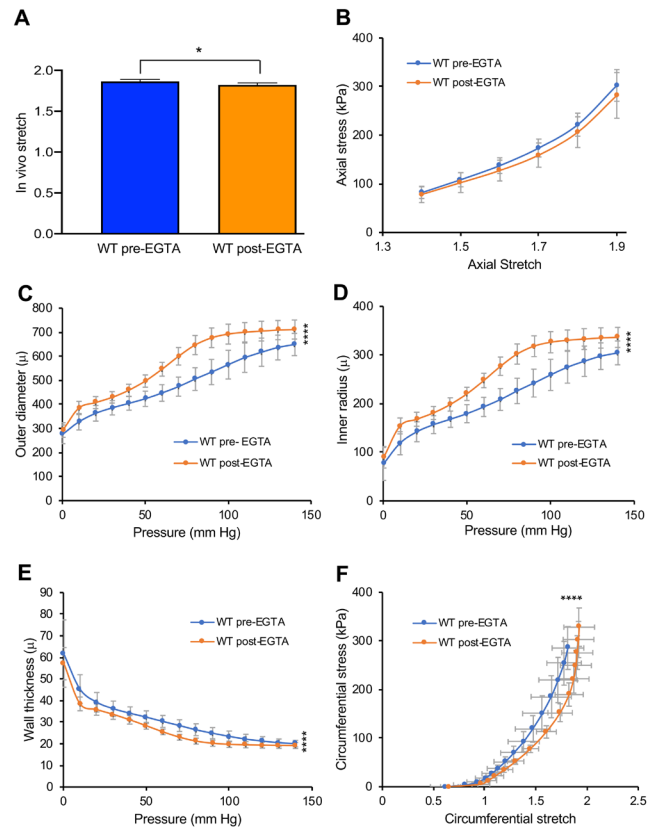 A
*
In vivo stretch
2.0
1.5
1.0
0.5
0.0
WT pre-EGTA
WT post-EGTA
B
Axial stress (kPa)
400
300
200
100
0
WT pre-EGTA
WT post-EGTA
1.3
1.5
1.7
1.9
Axial Stretch
C
Outer diameter (µ)
800
700
600
500
400
300
200
100
0
****
WT pre- EGTA
WT post-EGTA
0
50
100
150
Pressure (mm Hg)
D
Inner radius (µ)
400
300
200
100
0
****
WT pre-EGTA
WT post-EGTA
0
50
100
150
Pressure (mm Hg)
E
Wall thickness (µ)
90
80
70
60
50
40
30
20
10
0
WT pre-EGTA
WT post-EGTA
****
0
50
100
150
Pressure (mm Hg)
F
Circumferential stress (kPa)
400
300
200
100
0
****
WT pre-EGTA
WT post-EGTA
0
0.5
1
1.5
2
2.5
Circumferential stretch